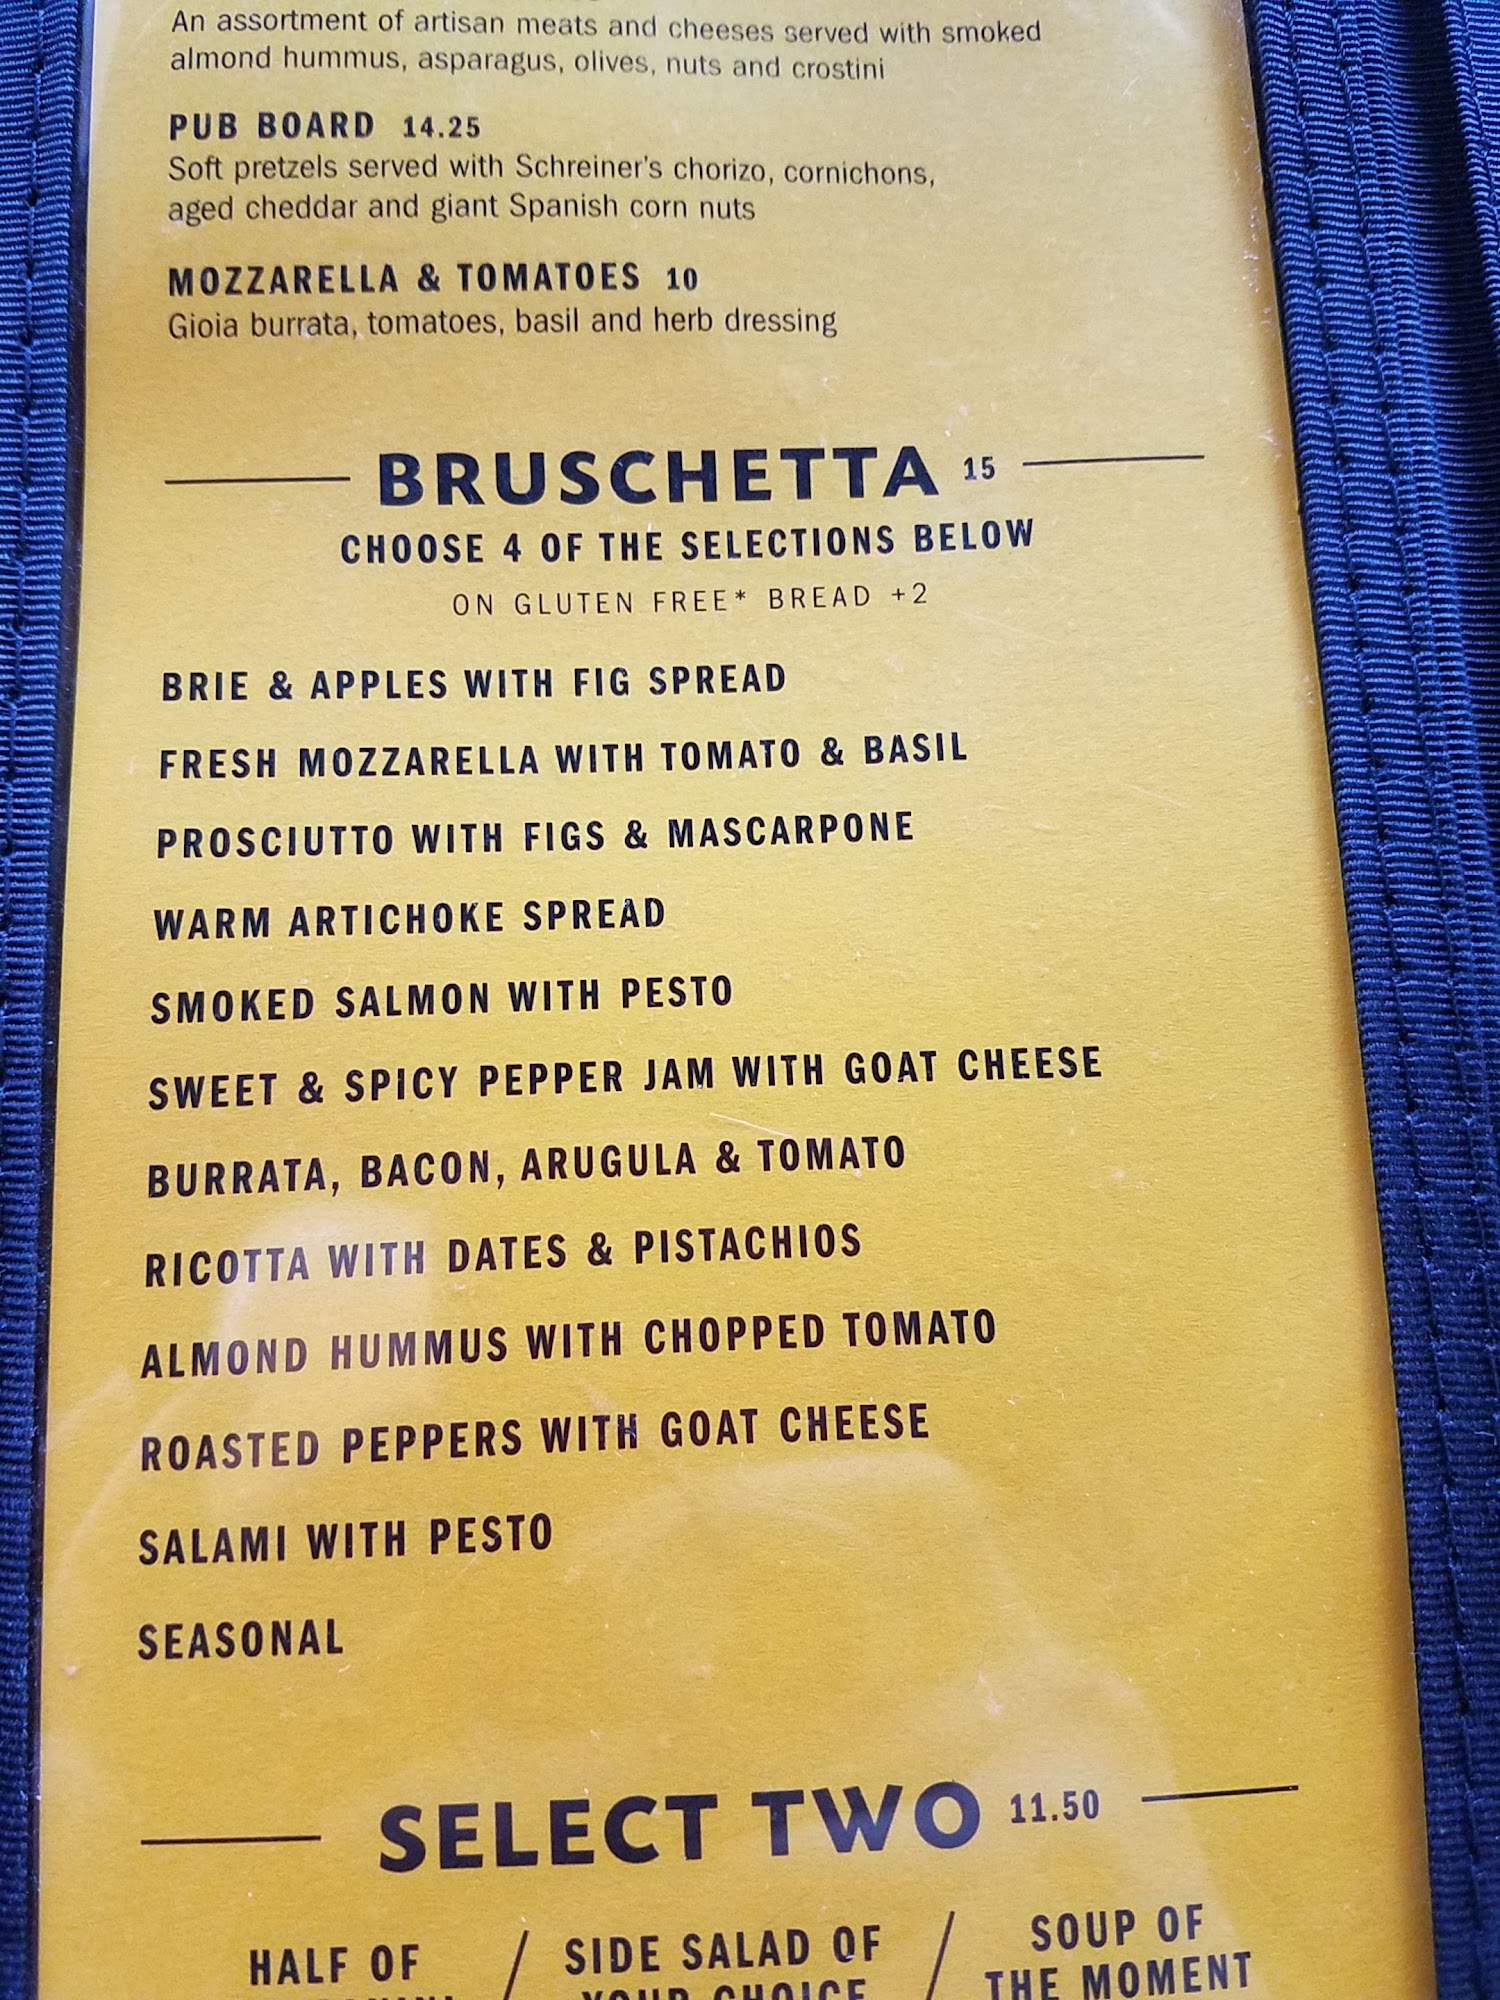 An assortment of artisan meats and cheeses served with smoked
almond hummus, asparagus, olives, nuts and crostini
PUB BOARD 14.25
Soft pretzels served with Schreiner's chorizo, cornichons,
aged cheddar and giant Spanish corn nuts
MOZZARELLA & TOMATOES 10
Gioia burrata, tomatoes, basil and herb dressing
BRUSCHETTA 15
CHOOSE 4 OF THE SELECTIONS BELOW
ON GLUTEN FREE* BREAD +2
BRIE & APPLES WITH FIG SPREAD
FRESH MOZZARELLA WITH TOMATO & BASIL
PROSCIUTTO WITH FIGS & MASCARPONE
WARM ARTICHOKE SPREAD
SMOKED SALMON WITH PESTO
SWEET & SPICY PEPPER JAM WITH GOAT CHEESE
BURRATA, BACON, ARUGULA & TOMATO
RICOTTA WITH DATES & PISTACHIOS
ALMOND HUMMUS WITH CHOPPED TOMATO
ROASTED PEPPERS WITH GOAT CHEESE
SALAMI WITH PESTO
SEASONAL
SELECT TWO 11.50
HALF OF
/
SIDE SALAD OF
YOUR CHOICE
/
SOUP OF
THE MOMENT